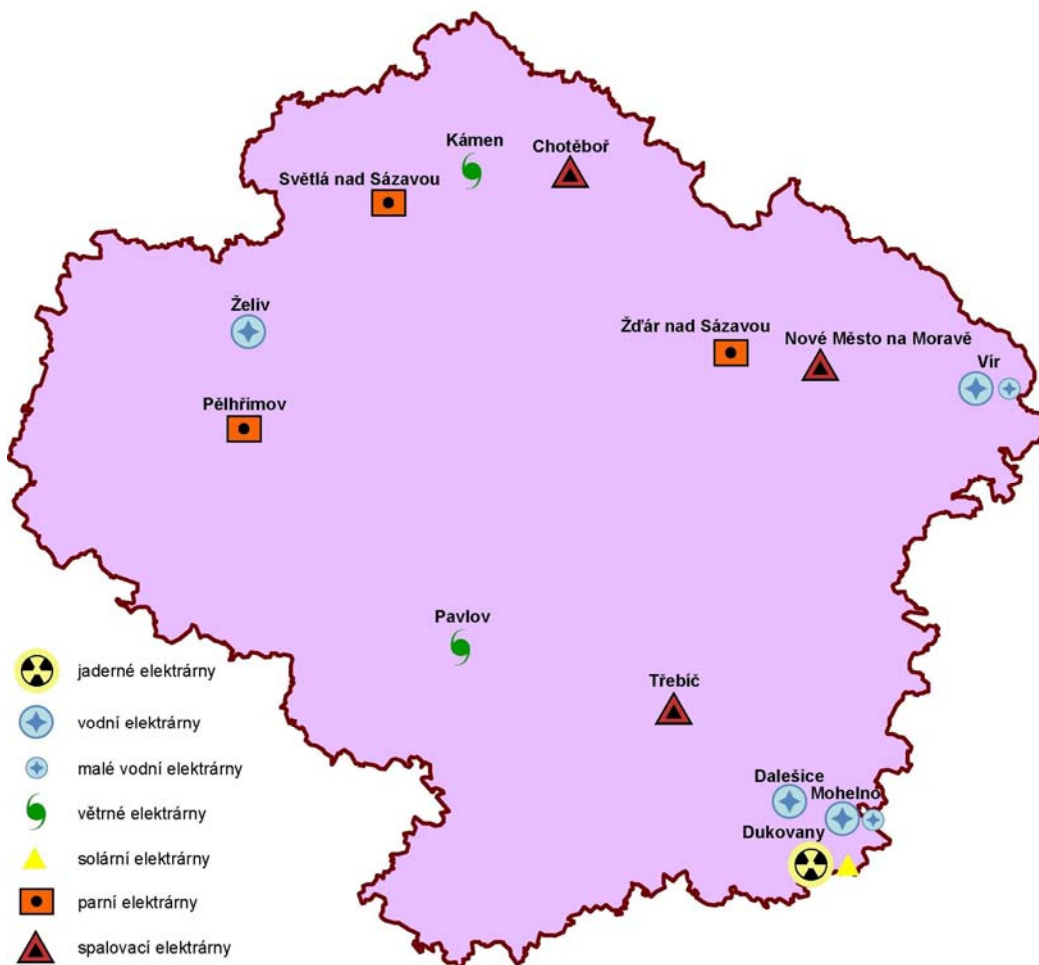 Kámen
Chotěboř
Světlá nad Sázavou
Želiv
Žďár nad Sázavou
Nové Město na Moravě
Vír
Pělhřimov
Pavlov
Třebíč
Dalešice
Mohelno
Dukovany
jaderné elektrárny
vodní elektrárny
malé vodní elektrárny
větrné elektrárny
solární elektrárny
parní elektrárny
spalovací elektrárny